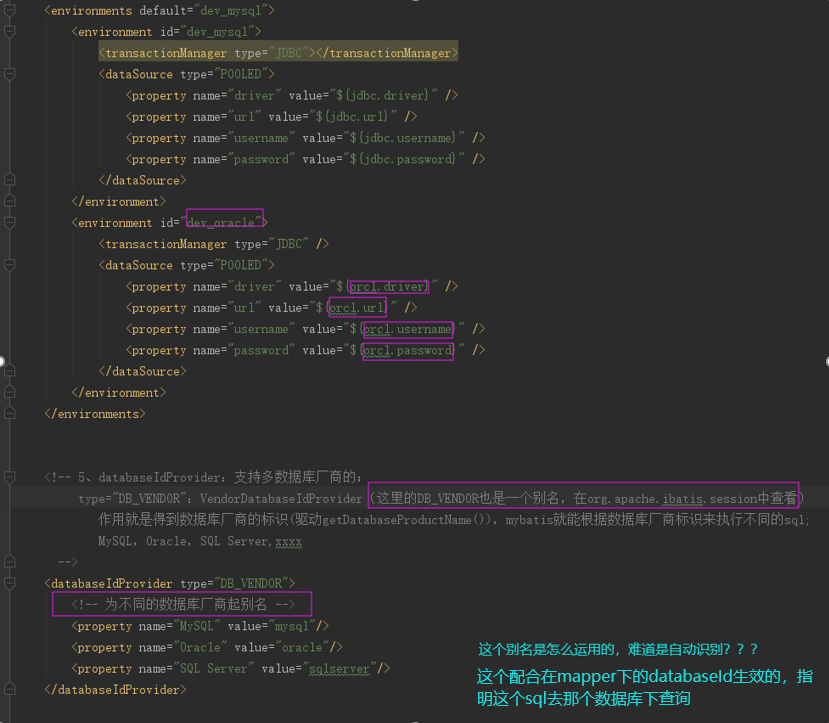 <environments default="dev_mysql">
<environment id="dev_mysql">
<transactionManager type="JDBC"></transactionManager>
<dataSource type="POOLED">
<property name="driver" value="${jdbc.driver}" />
<property name="url" value="${jdbc.url}" />
<property name="username" value="${jdbc.username}" />
<property name="password" value="${jdbc.password}" />
</dataSource>
</environment>
<environment id="dev_oracle">
<transactionManager type="JDBC" />
<dataSource type="POOLED">
<property name="driver" value="${orcl.driver}" />
<property name="url" value="${orcl.url}" />
<property name="username" value="${orcl.username}" />
<property name="password" value="${orcl.password}" />
</dataSource>
</environment>
</environments>
<!-- 5、databaseIdProvider：支持多数据库厂商的；
type="DB_VENDOR"：VendorDatabaseIdProvider（这里的DB_VENDOR也是一个别名，在org.apache.ibatis.session中查看）
作用就是得到数据库厂商的标识(驱动getDatabaseProductName())，mybatis就能根据数据库厂商标识来执行不同的sql;
MySQL, Oracle, SQL Server,xxxx
-->
<databaseIdProvider type="DB_VENDOR">
<!-- 为不同的数据库厂商起别名 -->
<property name="MySQL" value="mysql"/>
<property name="Oracle" value="oracle"/>
<property name="SQL Server" value="sqlserver"/>
</databaseIdProvider>
这个别名是怎么运用的，难道是自动识别？？？
这个配合在mapper下的databaseId生效的，指
明这个sql去那个数据库下查询